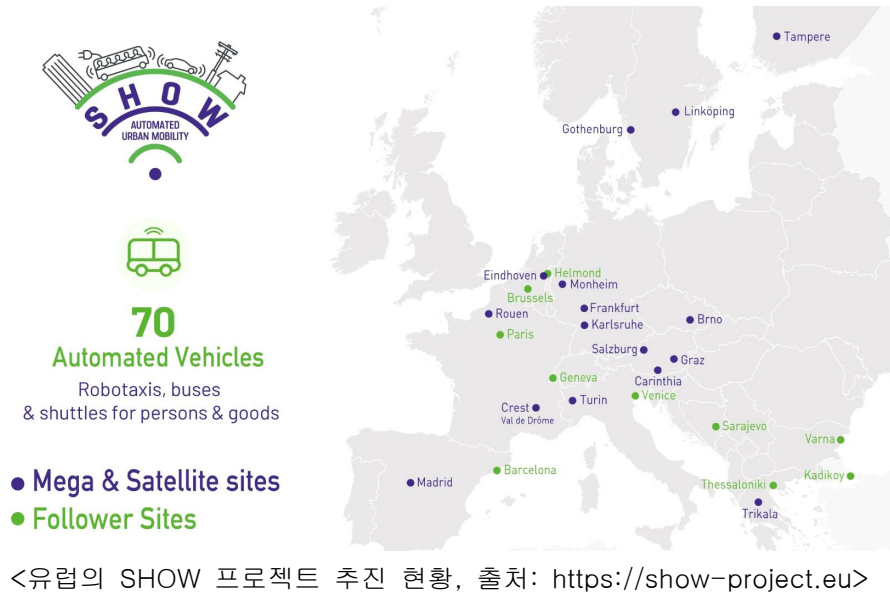 SHOW
AUTOMATED
URBAN MOBILITY
70
Automated Vehicles
Robotaxis, buses
& shuttles for persons & goods
Mega & Satellite sites
Follower Sites
Tampere
Linköping
Gothenburg
Eindhoven
Helmond
Monheim
Brussels
Frankfurt
Rouen
Karlsruhe
Brno
Paris
Salzburg
Graz
Carinthia
Geneva
Venice
Turin
Crest
Val de Drôme
Sarajevo
Varna
Barcelona
Madrid
Thessaloniki
Kadikoy
Trikala
<유럽의 SHOW 프로젝트 추진 현황, 출처: https://show-project.eu>